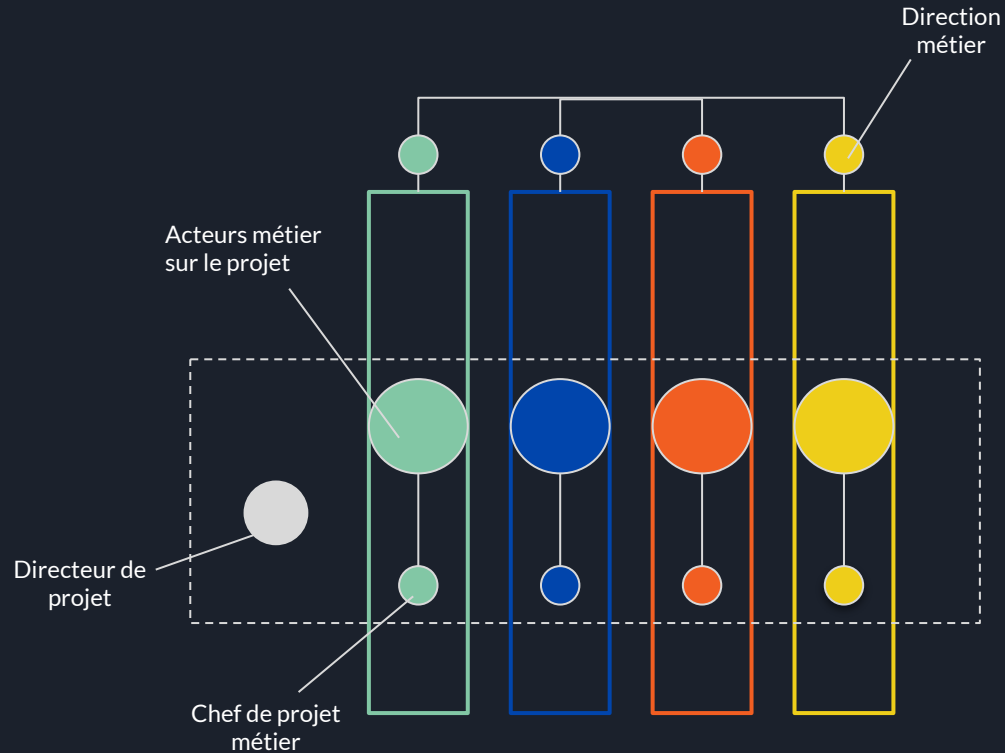 Direction
métier
Acteurs métier
sur le projet
Directeur de
projet
Chef de projet
métier